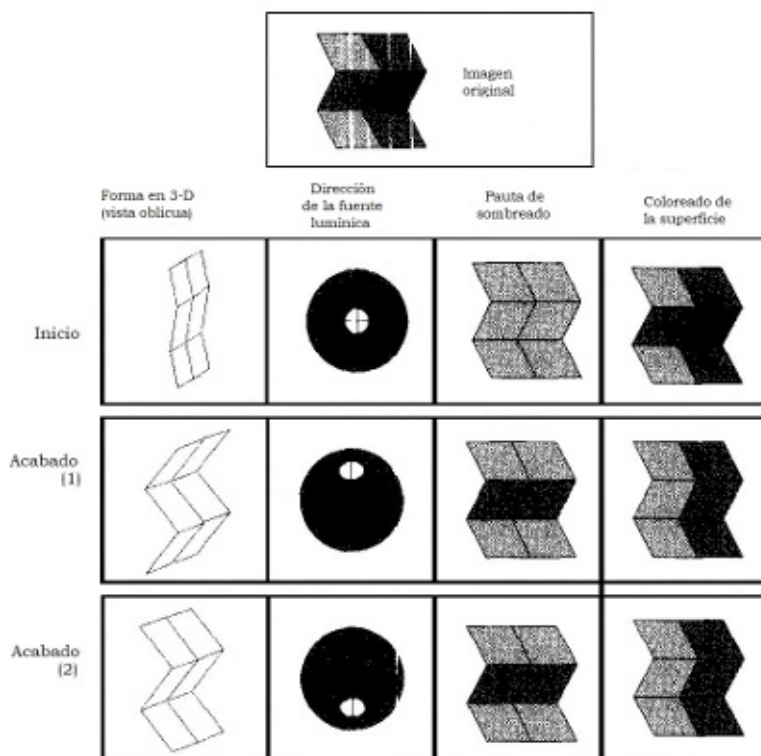 Imagen
original
Forma en 3-D
(vista oblicua)
Dirección
de la fuente
lumínica
Pauta de
sombreado
Coloreado de
la superficie
Inicio
Acabado
(1)
Acabado
(2)